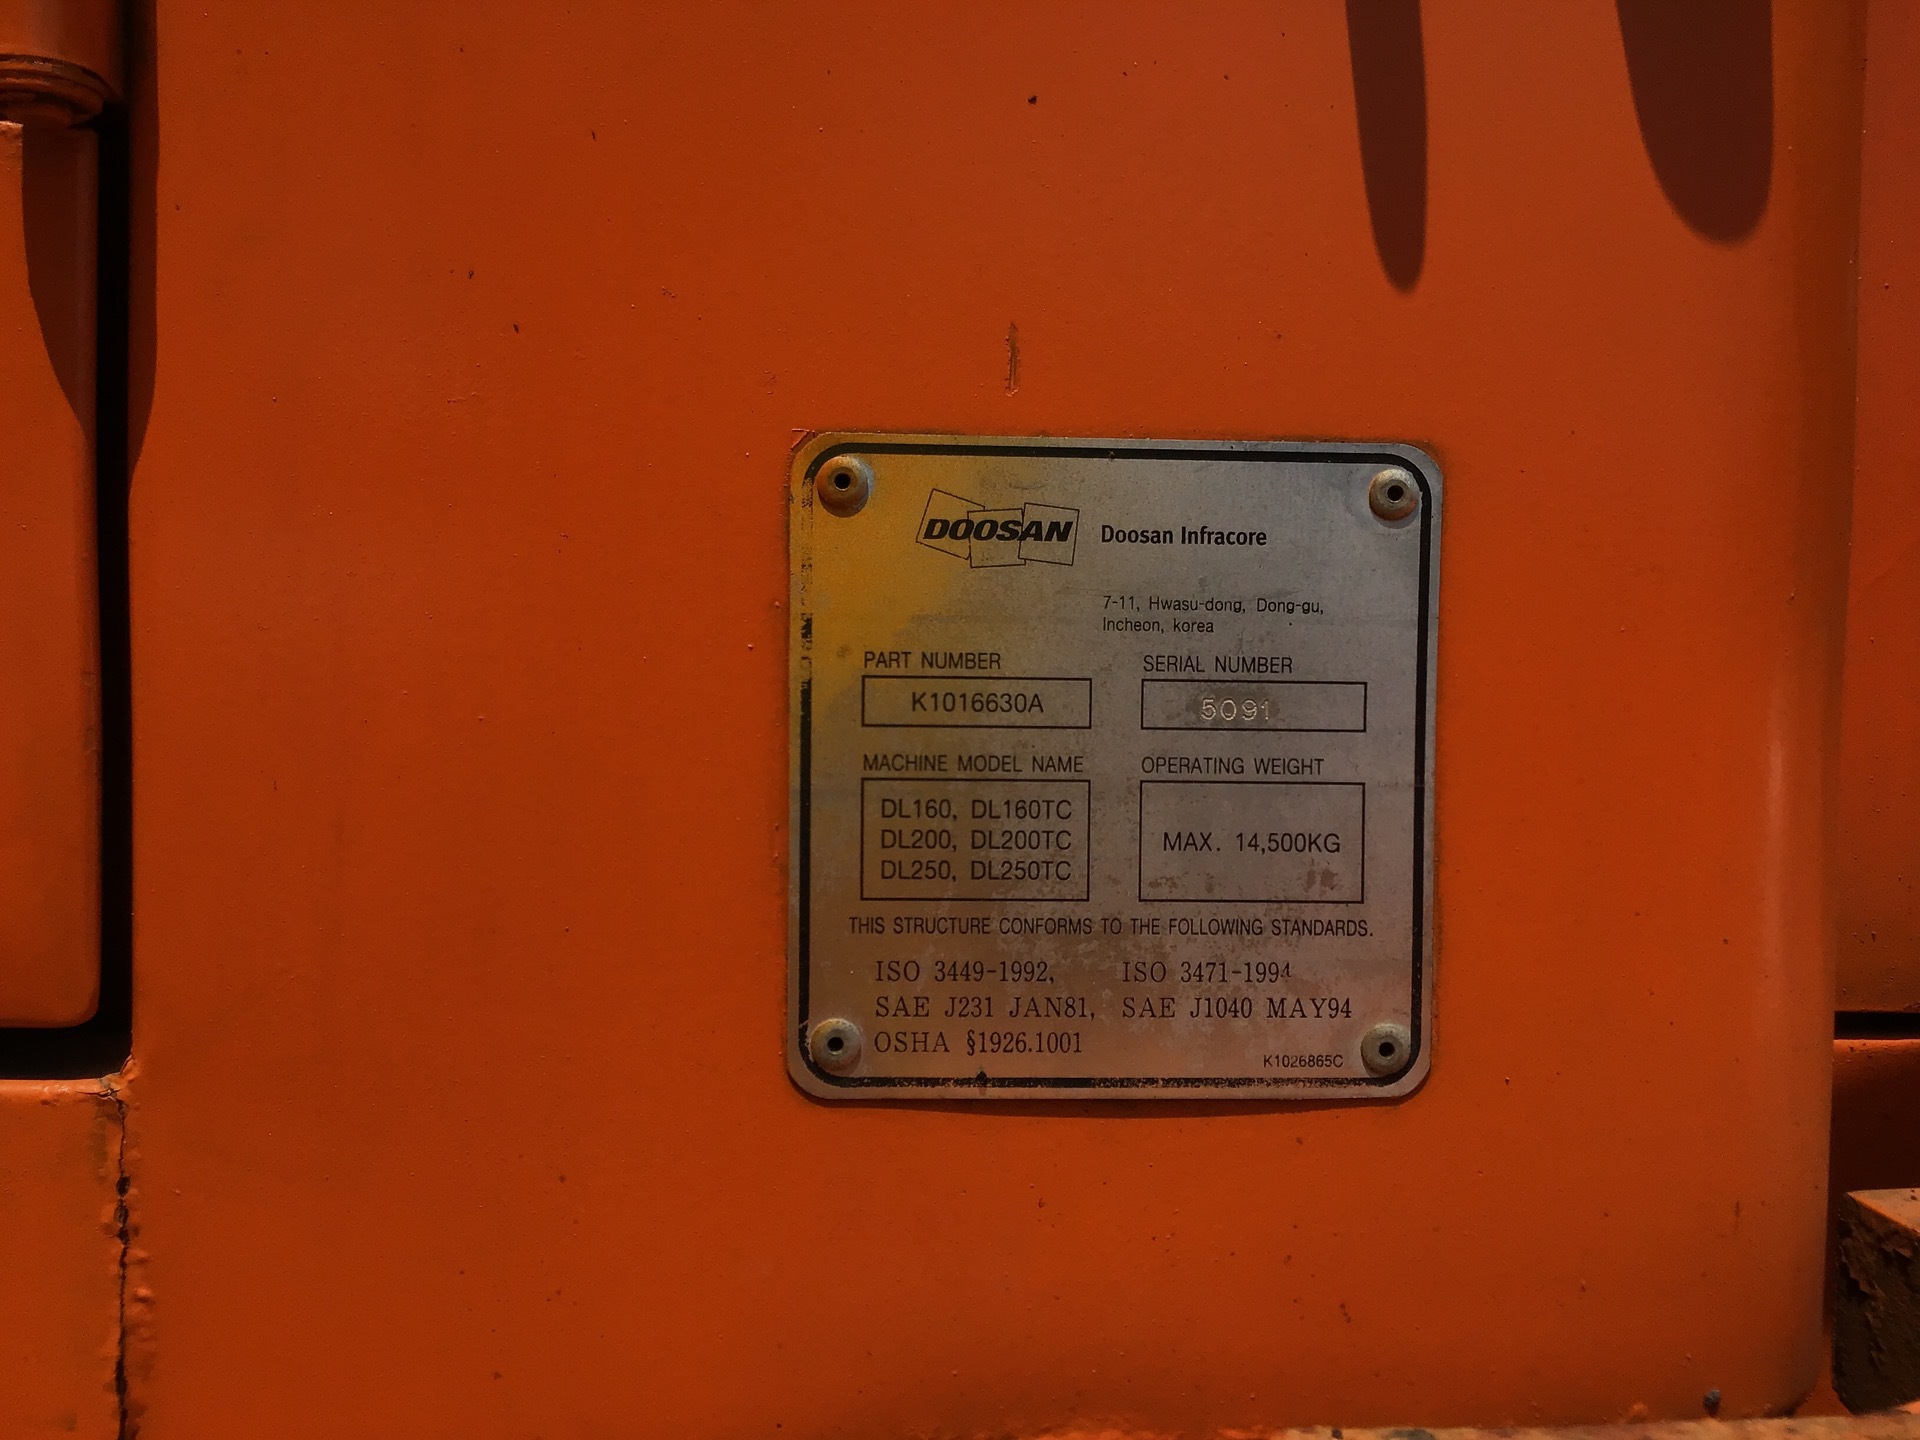 DOOSAN Doosan Infracore
7-11, Hwasu-dong, Dong-gu,
Incheon, korea
PART NUMBER SERIAL NUMBER
K1016630A 5091
MACHINE MODEL NAME OPERATING WEIGHT
DL160, DL160TC
DL200, DL200TC
DL250, DL250TC
MAX. 14,500KG
THIS STRUCTURE CONFORMS TO THE FOLLOWING STANDARDS.
ISO 3449-1992, ISO 3471-1994
SAE J231 JAN81, SAE J1040 MAY94
OSHA §1926.1001
K1026865C